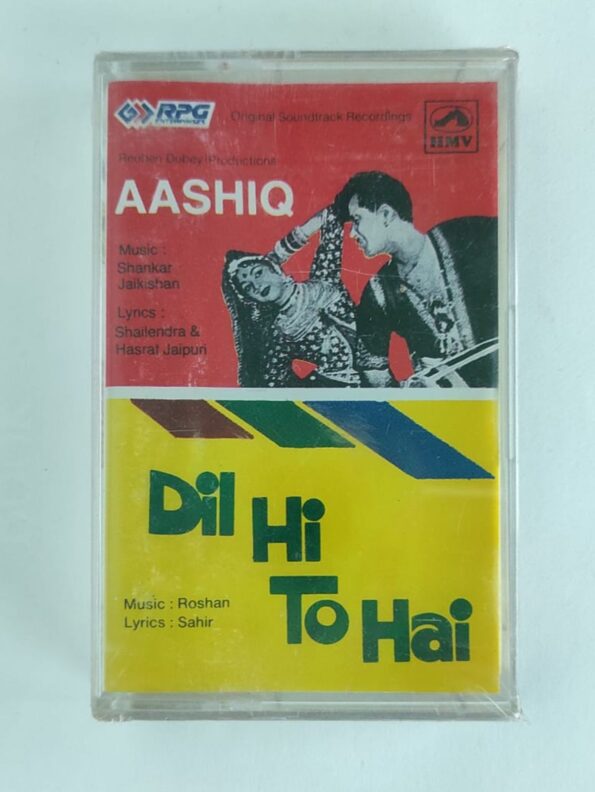 RPG
ENTERPRISES
Original Soundtrack Recordings
HMV
Reuben Dubey Productions
AASHIQ
Music :
Shankar
Jaikishan
Lyrics :
Shailendra &
Hasrat Jaipuri
Dil Hi
To Hai
Music : Roshan
Lyrics : Sahir